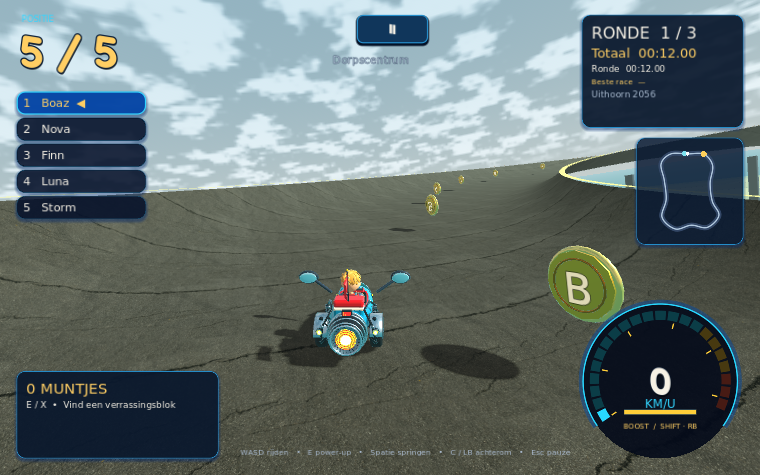 5 / 5
1 Boaz ◀
2 Nova
3 Finn
4 Luna
5 Storm
Dorpscentrum
RONDE 1 / 3
Totaal 00:12.00
Ronde 00:12.00
Beste race —
Uithoorn 2056
B
0
KM/U
BOOST / SHIFT · RB
0 MUNTJES
E / X • Vind een verrassingsblok
WASD rijden • E power-up • Spatie springen • C / LB achterom • Esc pauze